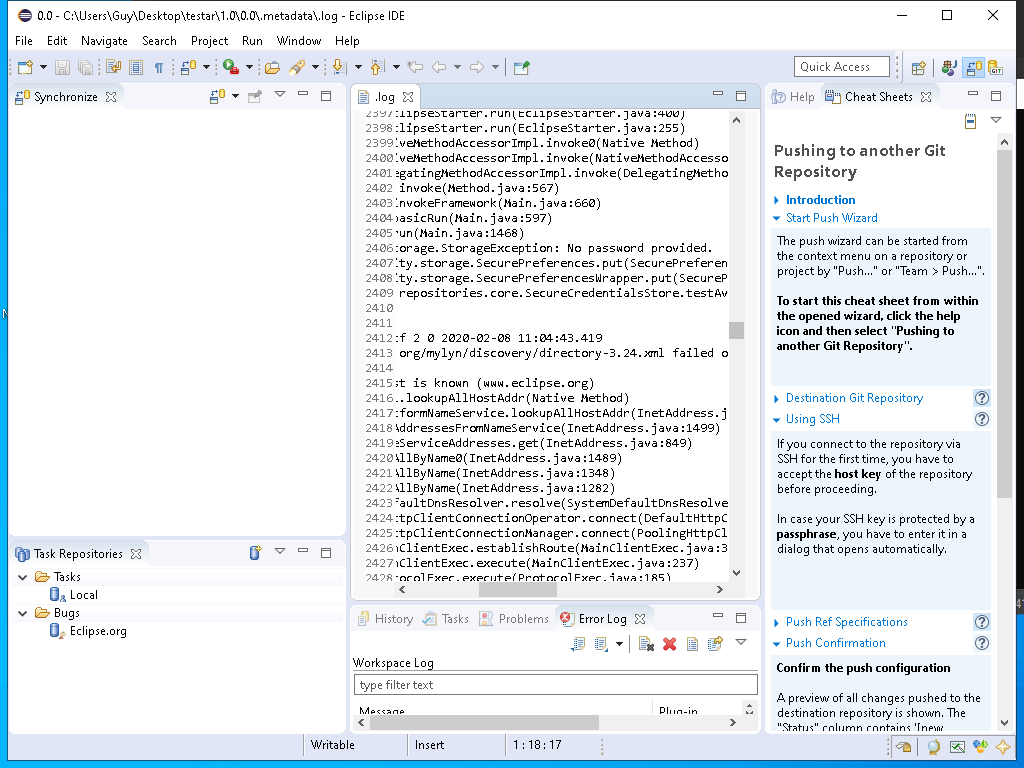 0.0 - C:\Users\Guy\Desktop\testar\1.0\0.0\.metadata\.log - Eclipse IDE
File Edit Navigate Search Project Run Window Help
Quick Access
Synchronize
.log
2397 :lipseStarter.run(EclipseStarter.java:400)
2398 :lipseStarter.run(EclipseStarter.java:255)
2399 iveMethodAccessorImpl.invoke0(Native Method)
2400 iveMethodAccessorImpl.invoke(NativeMethodAccesso
2401 egatingMethodAccessorImpl.invoke(DelegatingMetho
2402 invoke(Method.java:567)
2403 invokeFramework(Main.java:660)
2404 basicRun(Main.java:597)
2405 run(Main.java:1468)
2406 :orage.StorageException: No password provided.
2407 ity.storage.SecurePreferences.put(SecurePreferen
2408 ity.storage.SecurePreferencesWrapper.put(SecureP
2409 repositories.core.SecureCredentialsStore.testAv
2410
2411
2412 :f 2 0 2020-02-08 11:04:43.419
2413 org/mylyn/discovery/directory-3.24.xml failed o
2414
2415 st is known (www.eclipse.org)
2416 ..lookupAllHostAddr(Native Method)
2417 :formNameService.lookupAllHostAddr(InetAddress.j
2418 AddressesFromNameService(InetAddress.java:1499)
2419 eServiceAddresses.get(InetAddress.java:849)
2420 AllByName0(InetAddress.java:1489)
2421 AllByName(InetAddress.java:1348)
2422 AllByName(InetAddress.java:1282)
2423 faultDnsResolver.resolve(SystemDefaultDnsResolve
2424 ttpClientConnectionOperator.connect(DefaultHttpC
2425 ttpClientConnectionManager.connect(PoolingHttpCl
2426 nClientExec.establishRoute(MainClientExec.java:3
2427 nClientExec.execute(MainClientExec.java:237)
2428 rocolExec.execute(ProtocolExec.java:185)
Task Repositories
Tasks
Local
Bugs
Eclipse.org
History Tasks Problems Error Log
Workspace Log
type filter text
Message Plug-in
Help Cheat Sheets
Pushing to another Git
Repository
Introduction
Start Push Wizard
The push wizard can be started from
the context menu on a repository or
project by "Push..." or "Team > Push...".
To start this cheat sheet from within
the opened wizard, click the help
icon and then select "Pushing to
another Git Repository".
Destination Git Repository
Using SSH
If you connect to the repository via
SSH for the first time, you have to
accept the host key of the repository
before proceeding.
In case your SSH key is protected by a
passphrase, you have to enter it in a
dialog that opens automatically.
Push Ref Specifications
Push Confirmation
Confirm the push configuration
A preview of all changes pushed to the
destination repository is shown. The
"Status" column contains '[new
Writable Insert 1 : 18 : 17